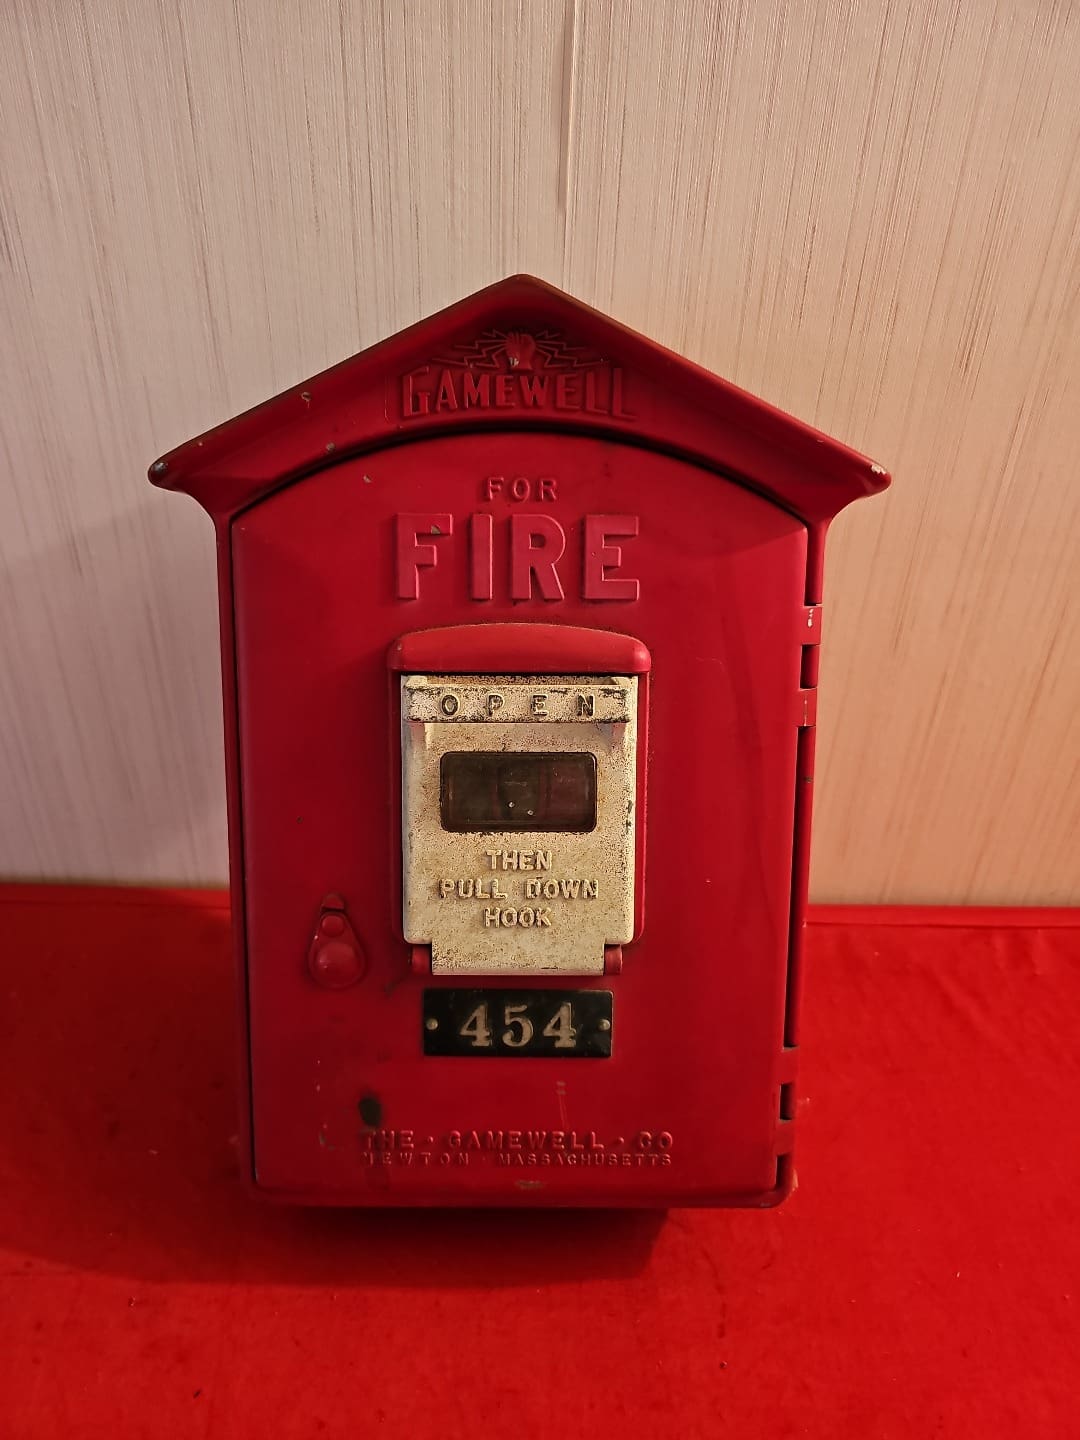 GAMEWELL
FOR
FIRE
OPEN
THEN
PULL DOWN
HOOK
454
THE · GAMEWELL · CO
NEWTON · MASSACHUSETTS